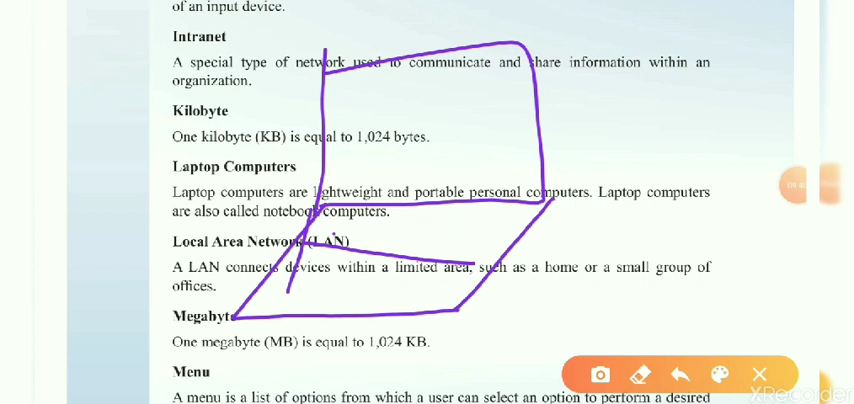 of an input device.
Intranet
A special type of network used to communicate and share information within an
organization.
Kilobyte
One kilobyte (KB) is equal to 1,024 bytes.
Laptop Computers
Laptop computers are lightweight and portable personal computers. Laptop computers
are also called notebook computers.
Local Area Network (LAN)
A LAN connects devices within a limited area, such as a home or a small group of
offices.
Megabyte
One megabyte (MB) is equal to 1,024 KB.
Menu
A menu is a list of options from which a user can select an option to perform a desired
XRecorder